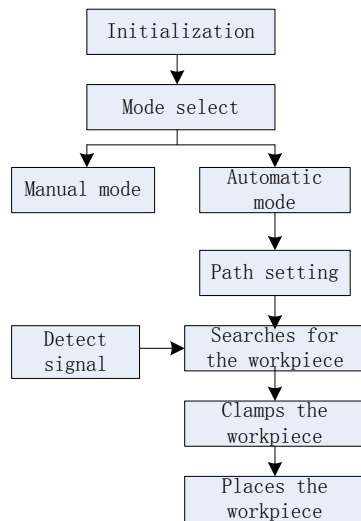 Initialization
Mode select
Manual mode
Automatic
mode
Path setting
Detect
signal
Searches for
the workpiece
Clamps the
workpiece
Places the
workpiece